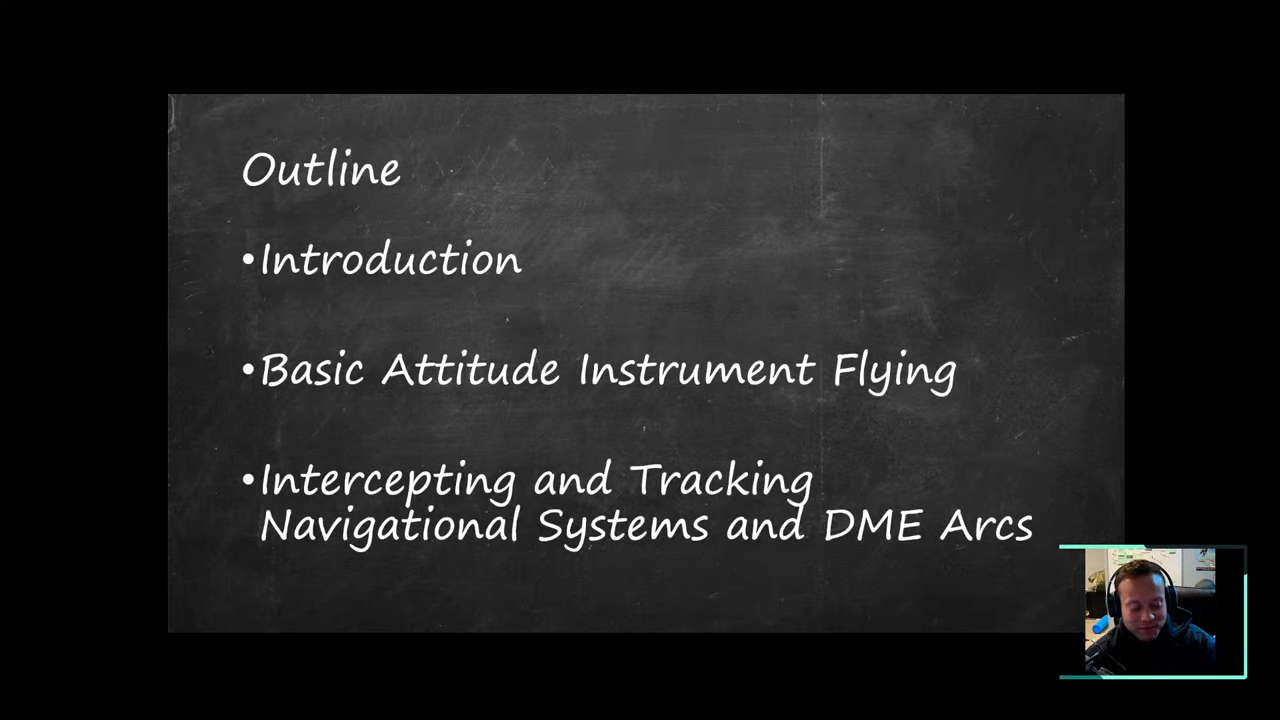 Outline
•Introduction
•Basic Attitude Instrument Flying
•Intercepting and Tracking
Navigational Systems and DME Arcs